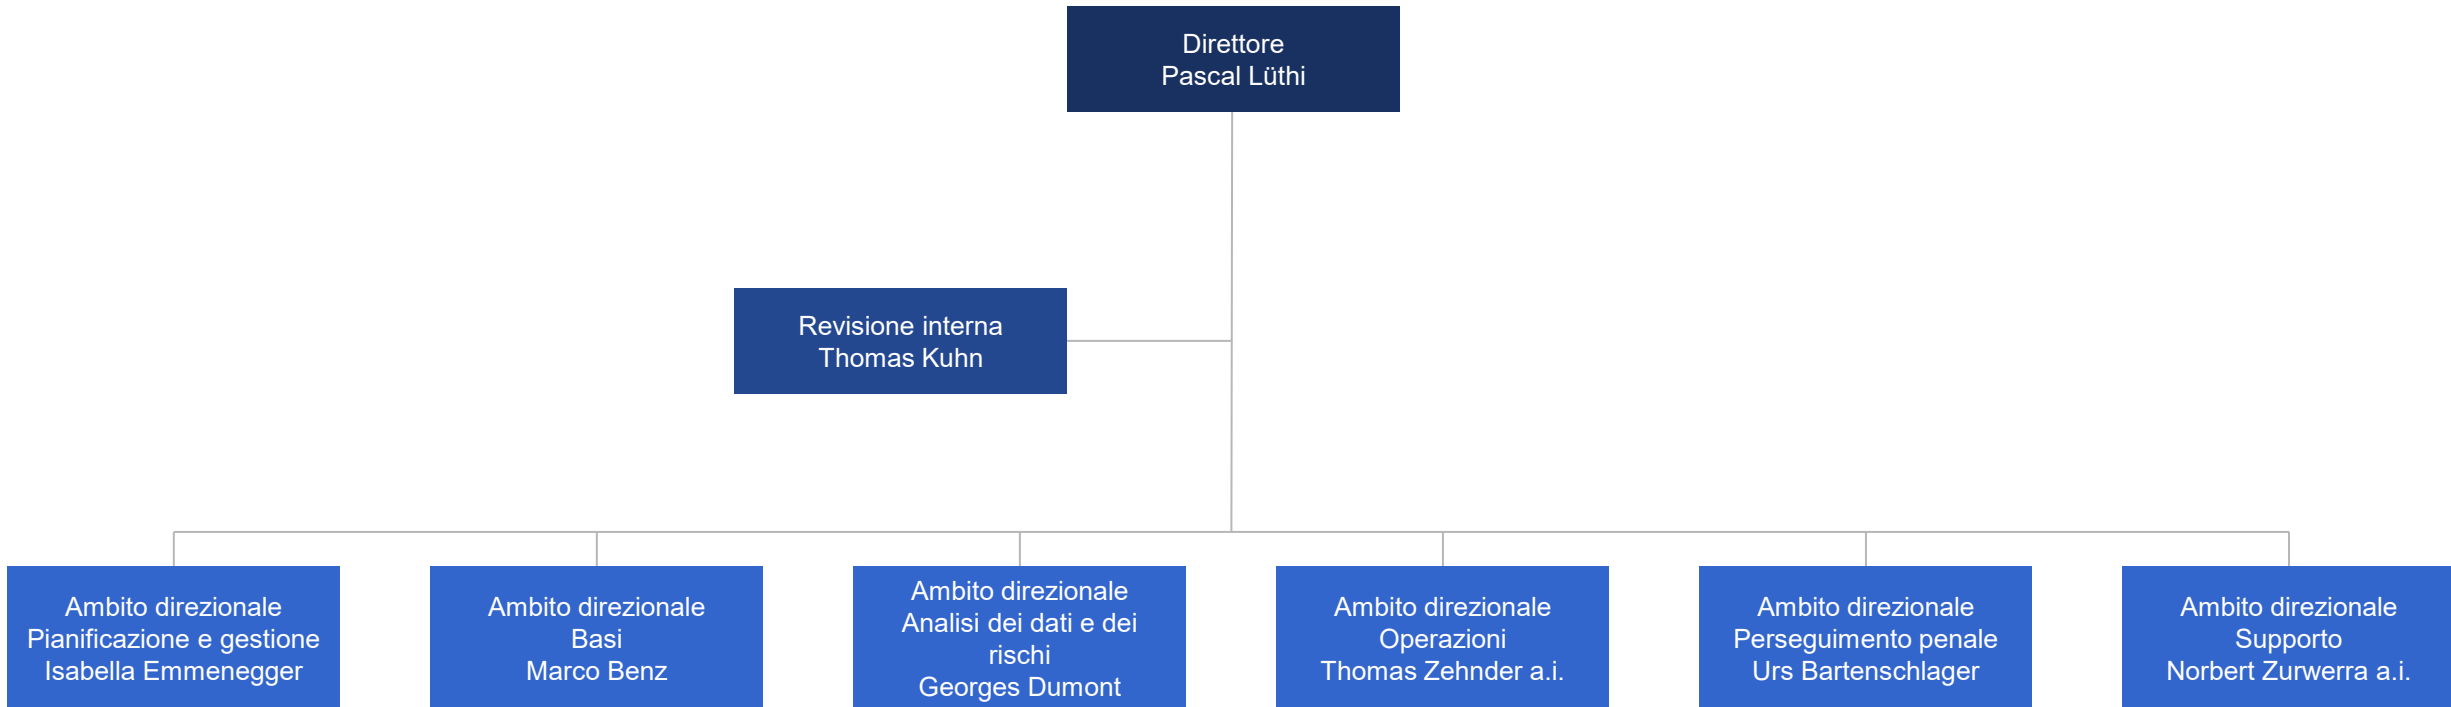 Direttore
Pascal Lüthi
Revisione interna
Thomas Kuhn
Ambito direzionale
Pianificazione e gestione
Isabella Emmenegger
Ambito direzionale
Basi
Marco Benz
Ambito direzionale
Analisi dei dati e dei
rischi
Georges Dumont
Ambito direzionale
Operazioni
Thomas Zehnder a.i.
Ambito direzionale
Perseguimento penale
Urs Bartenschlager
Ambito direzionale
Supporto
Norbert Zurwerra a.i.